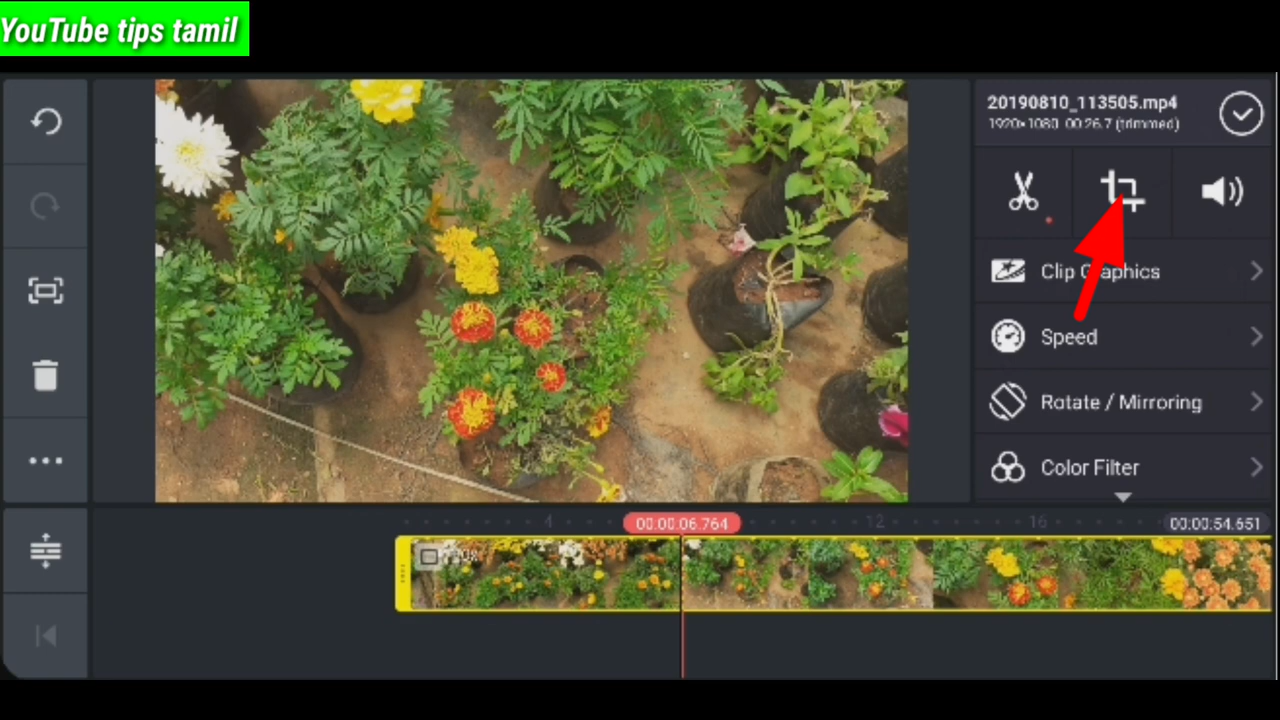 YouTube tips tamil
20190810_113505.mp4
1920×1080 00:26.7 (trimmed)
Clip Graphics
Speed
Rotate / Mirroring
Color Filter
4
00:00:06.764
12
16
00:00:54.651